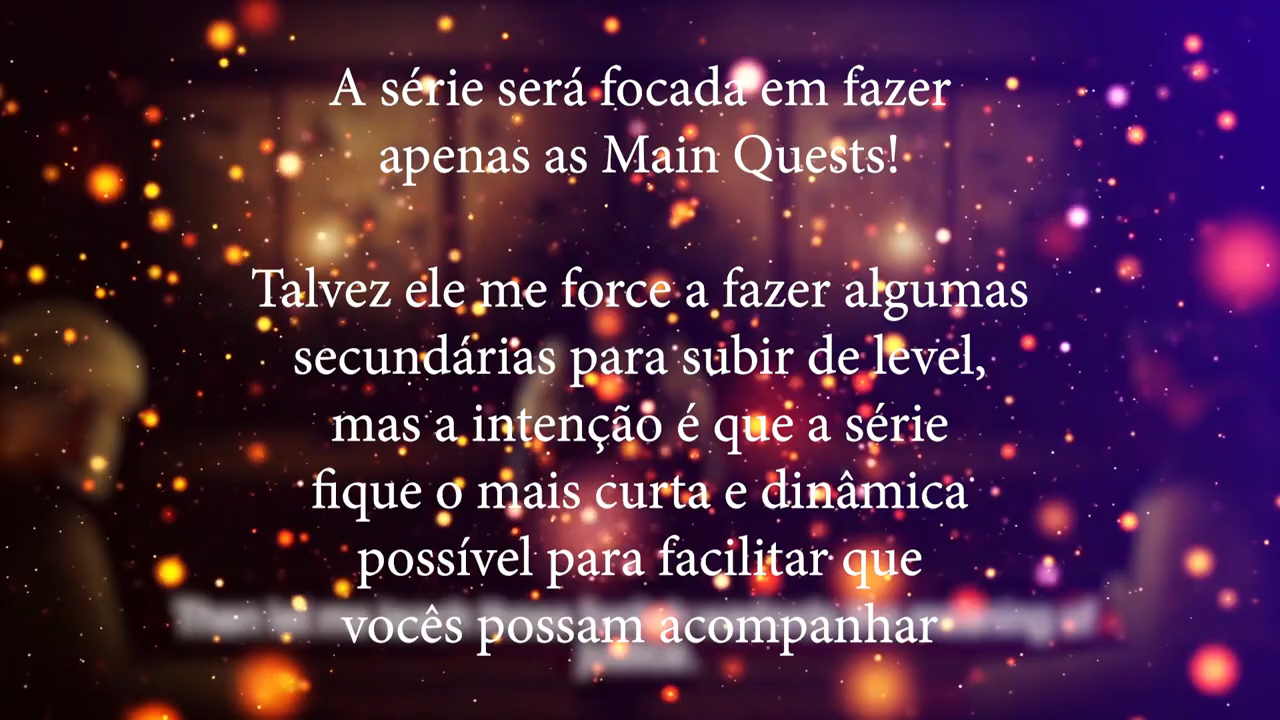 A série será focada em fazer
apenas as Main Quests!
Talvez ele me force a fazer algumas
secundárias para subir de level,
mas a intenção é que a série
fique o mais curta e dinâmica
possível para facilitar que
vocês possam acompanhar